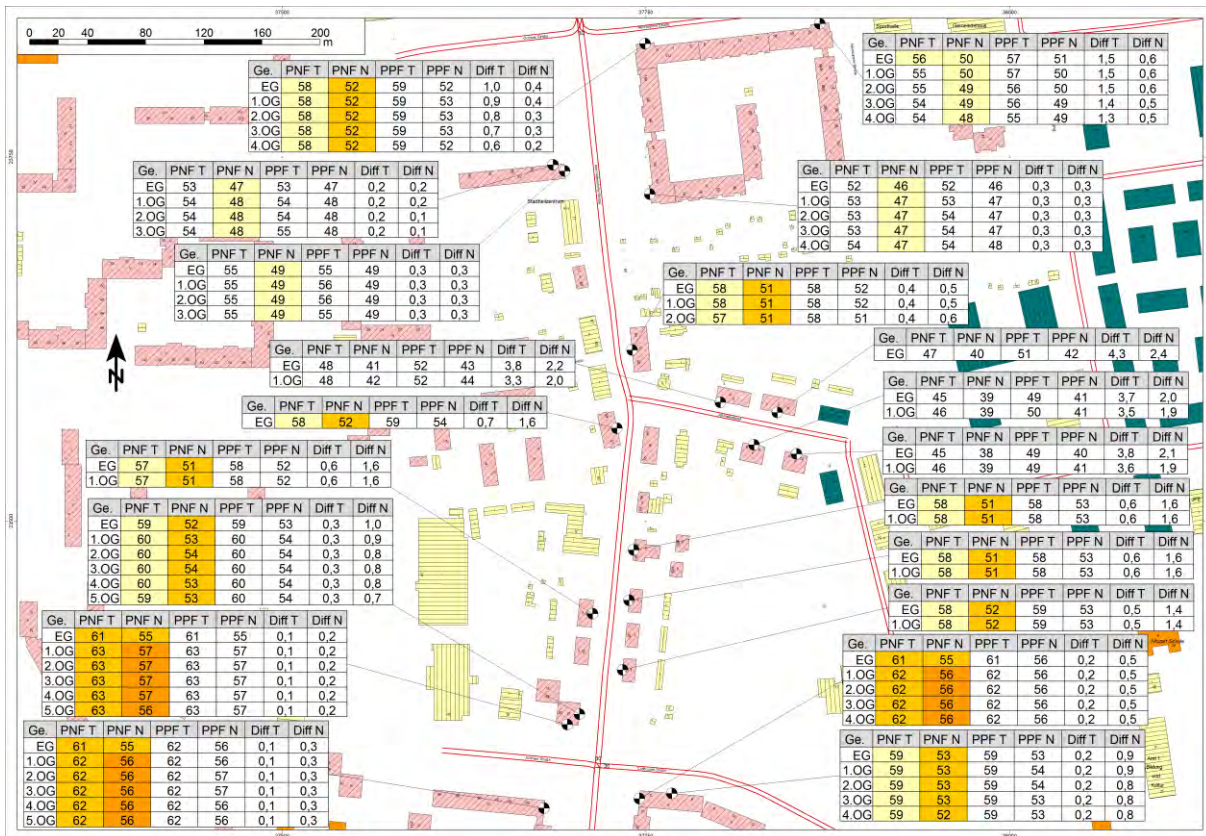 37500
37750
38000
0 20 40 60 80 120 160 200
m
Ge. PNF T PNF N PPF T PPF N Diff T Diff N
EG 58 52 59 52 1,0 0,4
1.OG 58 52 59 53 0,9 0,4
2.OG 58 52 59 53 0,8 0,3
3.OG 58 52 59 53 0,7 0,3
4.OG 58 52 59 52 0,6 0,2
Ge. PNF T PNF N PPF T PPF N Diff T Diff N
EG 56 50 57 51 1,5 0,6
1.OG 55 50 57 50 1,5 0,6
2.OG 55 49 56 50 1,5 0,6
3.OG 54 49 56 49 1,4 0,5
4.OG 54 48 55 49 1,3 0,5
Ge. PNF T PNF N PPF T PPF N Diff T Diff N
EG 53 47 53 47 0,2 0,2
1.OG 54 48 54 48 0,2 0,2
2.OG 54 48 54 48 0,2 0,1
3.OG 54 48 55 48 0,2 0,1
Ge. PNF T PNF N PPF T PPF N Diff T Diff N
EG 52 46 52 46 0,3 0,3
1.OG 53 47 53 47 0,3 0,3
2.OG 53 47 54 47 0,3 0,3
3.OG 53 47 54 47 0,3 0,3
4.OG 54 47 54 48 0,3 0,3
Ge. PNF T PNF N PPF T PPF N Diff T Diff N
EG 55 49 55 49 0,3 0,3
1.OG 55 49 56 49 0,3 0,3
2.OG 55 49 56 49 0,3 0,3
3.OG 55 49 55 49 0,3 0,3
Ge. PNF T PNF N PPF T PPF N Diff T Diff N
EG 58 51 58 52 0,4 0,5
1.OG 58 51 58 52 0,4 0,5
2.OG 57 51 58 51 0,4 0,6
N
Ge. PNF T PNF N PPF T PPF N Diff T Diff N
EG 48 41 52 43 3,8 2,2
1.OG 48 42 52 44 3,3 2,0
Ge. PNF T PNF N PPF T PPF N Diff T Diff N
EG 47 40 51 42 4,3 2,4
Ge. PNF T PNF N PPF T PPF N Diff T Diff N
EG 45 39 49 41 3,7 2,0
1.OG 46 39 50 41 3,5 1,9
Ge. PNF T PNF N PPF T PPF N Diff T Diff N
EG 58 52 59 54 0,7 1,6
Ge. PNF T PNF N PPF T PPF N Diff T Diff N
EG 45 38 49 40 3,8 2,1
1.OG 46 39 49 41 3,6 1,9
Ge. PNF T PNF N PPF T PPF N Diff T Diff N
EG 57 51 58 52 0,6 1,6
1.OG 57 51 58 52 0,6 1,6
Ge. PNF T PNF N PPF T PPF N Diff T Diff N
EG 58 51 58 53 0,6 1,6
1.OG 58 51 58 53 0,6 1,6
Ge. PNF T PNF N PPF T PPF N Diff T Diff N
EG 59 52 59 53 0,3 1,0
1.OG 60 53 60 54 0,3 0,9
2.OG 60 54 60 54 0,3 0,8
3.OG 60 54 60 54 0,3 0,8
4.OG 60 53 60 54 0,3 0,8
5.OG 59 53 60 54 0,3 0,7
Ge. PNF T PNF N PPF T PPF N Diff T Diff N
EG 58 51 58 53 0,6 1,6
1.OG 58 51 58 53 0,6 1,6
Ge. PNF T PNF N PPF T PPF N Diff T Diff N
EG 58 52 59 53 0,5 1,4
1.OG 58 52 59 53 0,5 1,4
Ge. PNF T PNF N PPF T PPF N Diff T Diff N
EG 61 55 61 55 0,1 0,2
1.OG 63 57 63 57 0,1 0,2
2.OG 63 57 63 57 0,1 0,2
3.OG 63 57 63 57 0,1 0,2
4.OG 63 57 63 57 0,1 0,2
5.OG 63 56 63 57 0,1 0,2
Ge. PNF T PNF N PPF T PPF N Diff T Diff N
EG 61 55 61 56 0,2 0,5
1.OG 62 56 62 56 0,2 0,5
2.OG 62 56 62 56 0,2 0,5
3.OG 62 56 62 56 0,2 0,5
4.OG 62 56 62 56 0,2 0,5
Ge. PNF T PNF N PPF T PPF N Diff T Diff N
EG 61 55 62 56 0,1 0,3
1.OG 62 56 62 56 0,1 0,3
2.OG 62 56 62 57 0,1 0,3
3.OG 62 56 62 57 0,1 0,3
4.OG 62 56 62 56 0,1 0,3
5.OG 62 56 62 56 0,1 0,3
Ge. PNF T PNF N PPF T PPF N Diff T Diff N
EG 59 53 59 53 0,2 0,9
1.OG 59 53 59 54 0,2 0,9
2.OG 59 53 59 54 0,2 0,8
3.OG 59 53 59 53 0,2 0,8
4.OG 59 52 59 53 0,2 0,8